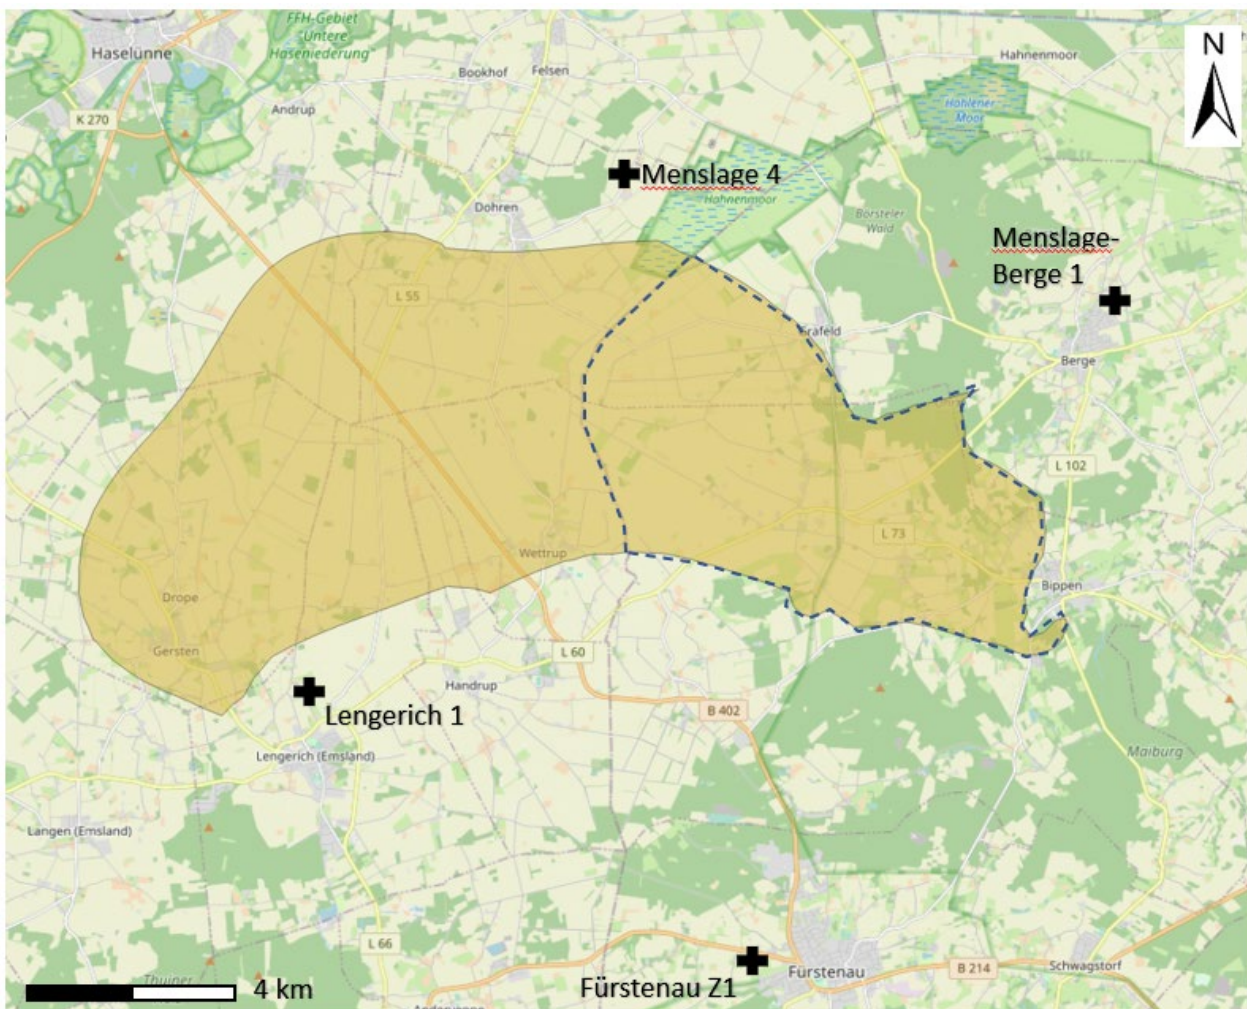 FFH-Gebiet
"Untere
Haseniederung"
Haselünne
Hahnenmoor
Bookhof
Felsen
N
Andrup
K 270
Hahlener
Moor
Menslage 4
Hahnenmoor
Dohren
Börsteler
Wald
Menslage-
Berge 1
L 55
Grafeld
Berge
L 102
L 73
Wettrup
Bippen
Drope
Gersten
L 60
Handrup
Lengerich 1
B 402
Maiburg
Lengerich (Emsland)
Langen (Emsland)
L 66
Fürstenau Z1
Fürstenau
B 214
Schwagstorf
Thuiner
4 km